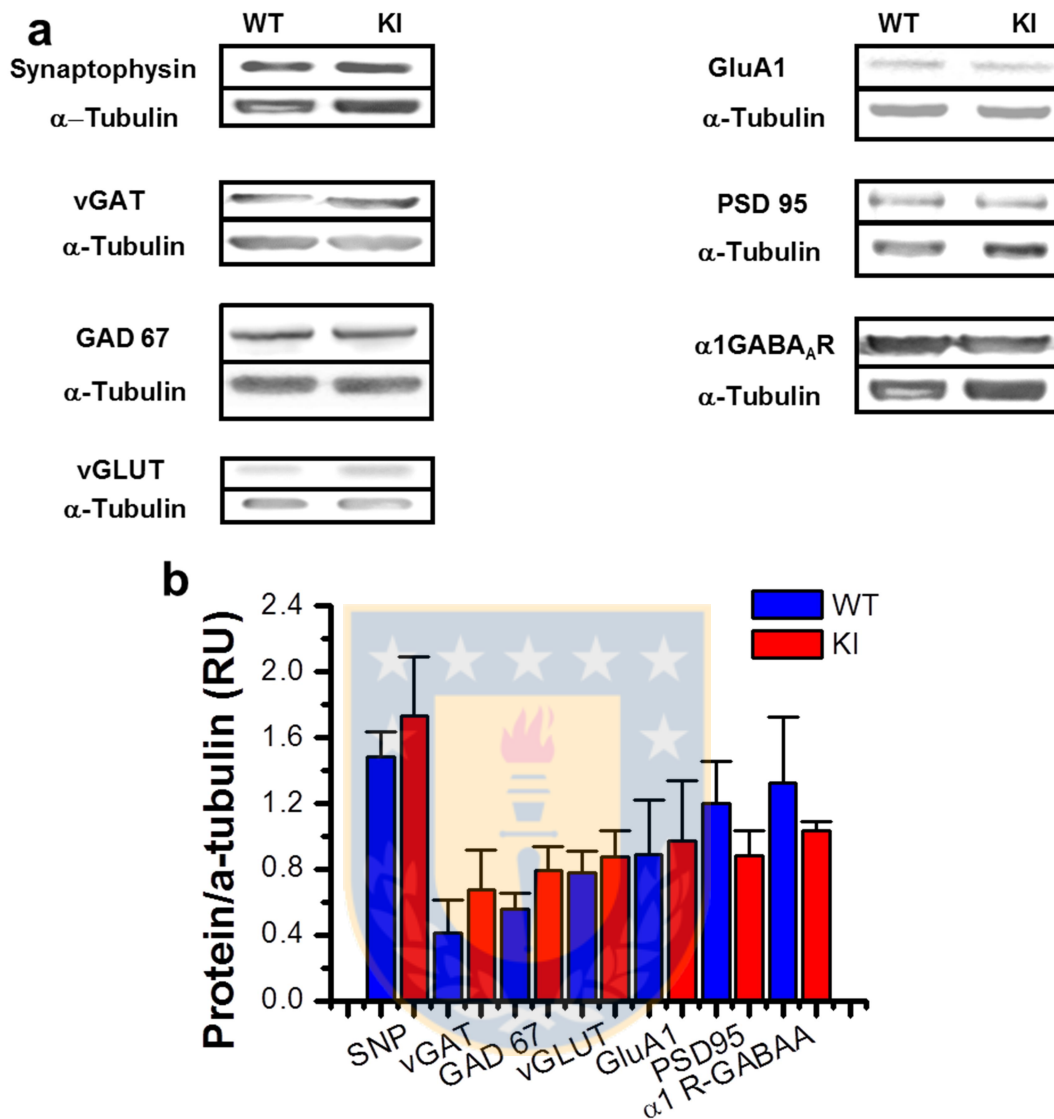 a
WT KI
Synaptophysin
α–Tubulin
vGAT
α-Tubulin
GAD 67
α-Tubulin
vGLUT
α-Tubulin
WT KI
GluA1
α-Tubulin
PSD 95
α-Tubulin
α1GABAAR
α-Tubulin
b
WT
KI
Protein/a-tubulin (RU)
2.4
2.0
1.6
1.2
0.8
0.4
0.0
SNP
vGAT
GAD 67
vGLUT
GluA1
PSD95
α1 R-GABAA